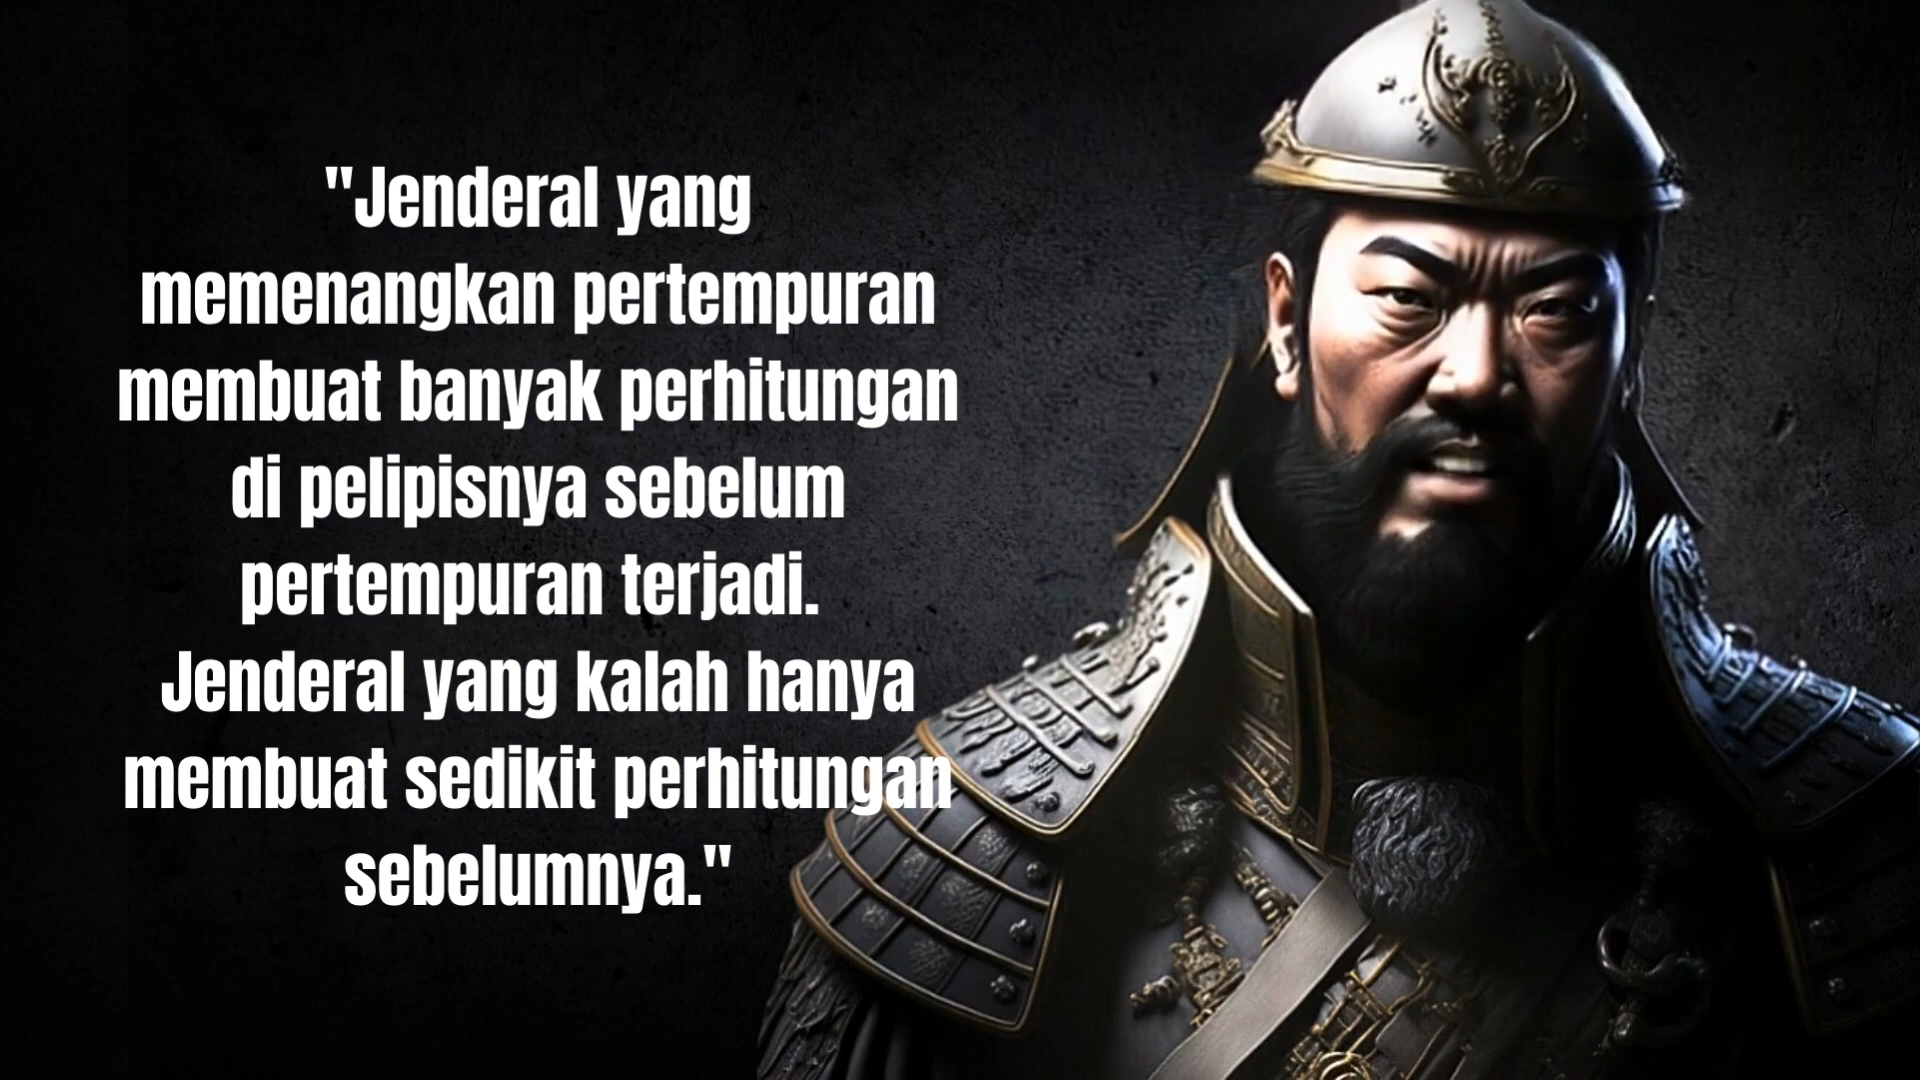 "Jenderal yang
memenangkan pertempuran
membuat banyak perhitungan
di pelipisnya sebelum
pertempuran terjadi.
Jenderal yang kalah hanya
membuat sedikit perhitungan
sebelumnya."